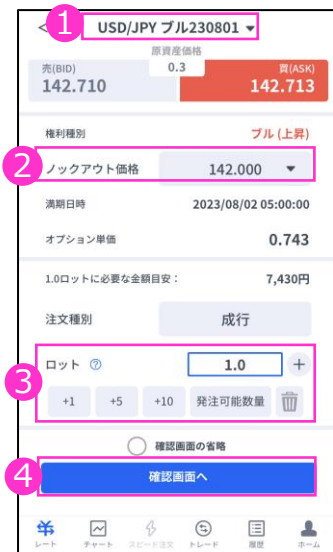 1
< USD/JPY ブル230801 ▼
原資産価格
売(BID) 0.3 買(ASK)
142.710 142.713
権利種別 ブル (上昇)
2
ノックアウト価格 142.000 ▼
満期日時 2023/08/02 05:00:00
オプション単価 0.743
1.0ロットに必要な金額目安： 7,430円
注文種別 成行
3
ロット ? 1.0 +
+1 +5 +10 発注可能数量
確認画面の省略
4
確認画面へ
レート チャート スピード注文 トレード 履歴 ホーム